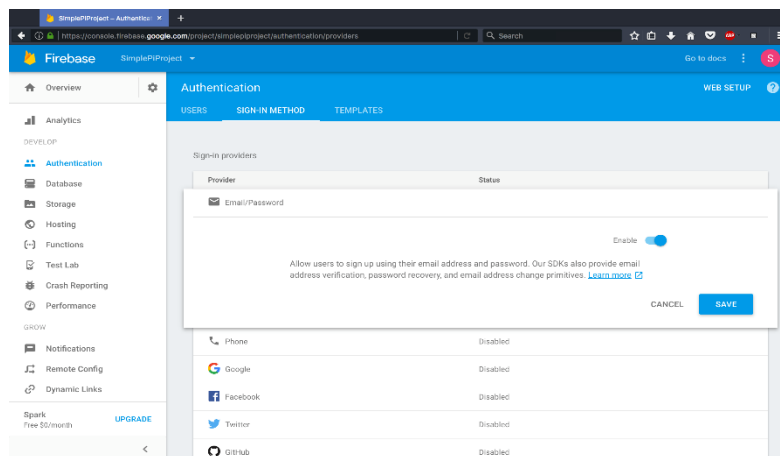 SimplePiProject – Authenticat
https://console.firebase.google.com/project/simplepiproject/authentication/providers
Search
Firebase
SimplePiProject
Go to docs
S
Overview
Authentication
WEB SETUP
USERS
SIGN-IN METHOD
TEMPLATES
Analytics
DEVELOP
Authentication
Database
Storage
Hosting
Functions
Test Lab
Crash Reporting
Performance
GROW
Notifications
Remote Config
Dynamic Links
Spark
Free $0/month
UPGRADE
Sign-in providers
Provider Status
Email/Password
Enable
Allow users to sign up using their email address and password. Our SDKs also provide email
address verification, password recovery, and email address change primitives. Learn more
CANCEL
SAVE
Phone Disabled
Google Disabled
Facebook Disabled
Twitter Disabled
GitHub Disabled